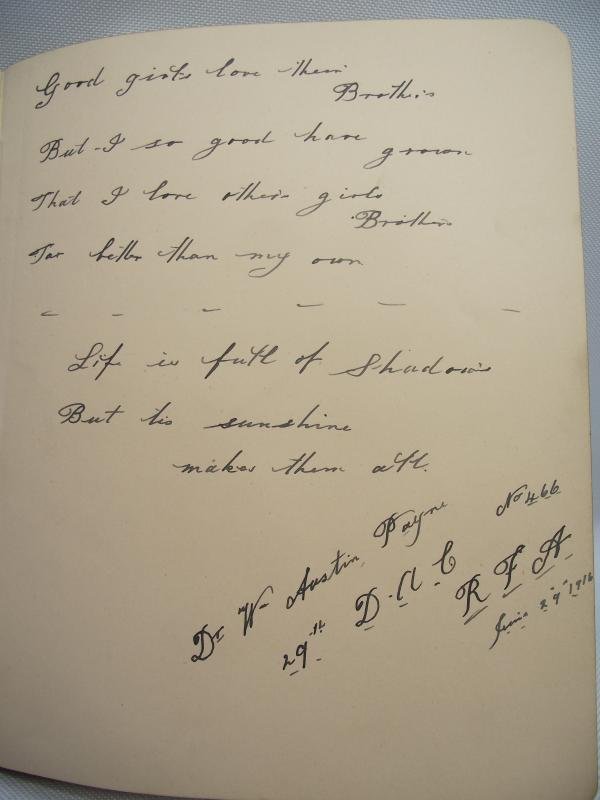 Good girls love their
Brothers
But I so good have
grown
That I love others girls
Brothers
Far better than my own
Life is full of Shadows
But tis sunshine
makes them all.
Dr Wm Austin Payne No 466
29th D.A.C R F A
June 29th 1916